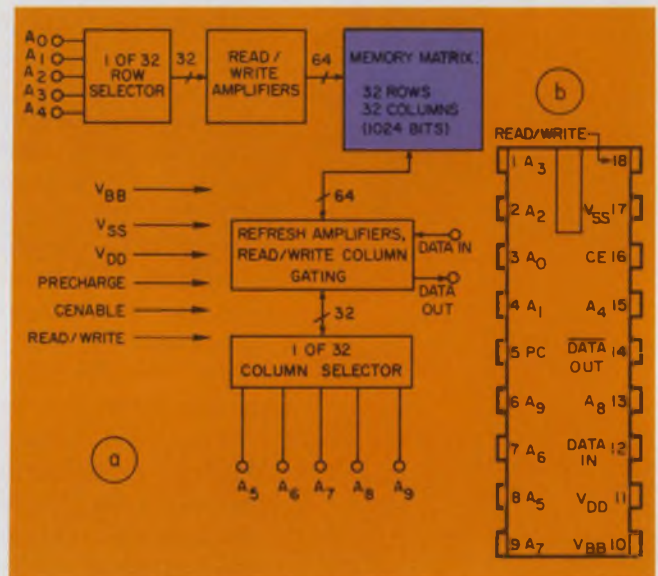 A0
A1
A2
A3
A4
1 OF 32
ROW
SELECTOR
32
READ/
WRITE
AMPLIFIERS
64
MEMORY MATRIX:
32 ROWS
32 COLUMNS
(1024 BITS)
64
VBB
VSS
VDD
PRECHARGE
CENABLE
READ/WRITE
REFRESH AMPLIFIERS,
READ/WRITE COLUMN
GATING
DATA IN
DATA
OUT
32
1 OF 32
COLUMN SELECTOR
A5 A6 A7 A8 A9
a
b
READ/WRITE
1 A3 18
2 A2 VSS 17
3 A0 CE 16
4 A1 A4 15
5 PC DATA 14
OUT
6 A9 A8 13
7 A6 DATA 12
IN
8 A5 VDD 11
9 A7 VBB 10